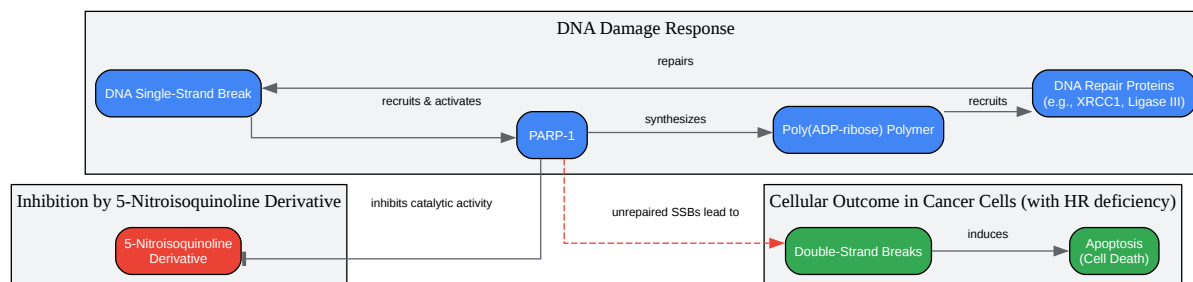 DNA Damage Response
repairs
DNA Single-Strand Break
DNA Repair Proteins
(e.g., XRCC1, Ligase III)
recruits & activates
recruits
synthesizes
PARP-1
Poly(ADP-ribose) Polymer
Inhibition by 5-Nitroisoquinoline Derivative
inhibits catalytic activity
5-Nitroisoquinoline
Derivative
unrepaired SSBs lead to
Cellular Outcome in Cancer Cells (with HR deficiency)
Double-Strand Breaks
induces
Apoptosis
(Cell Death)